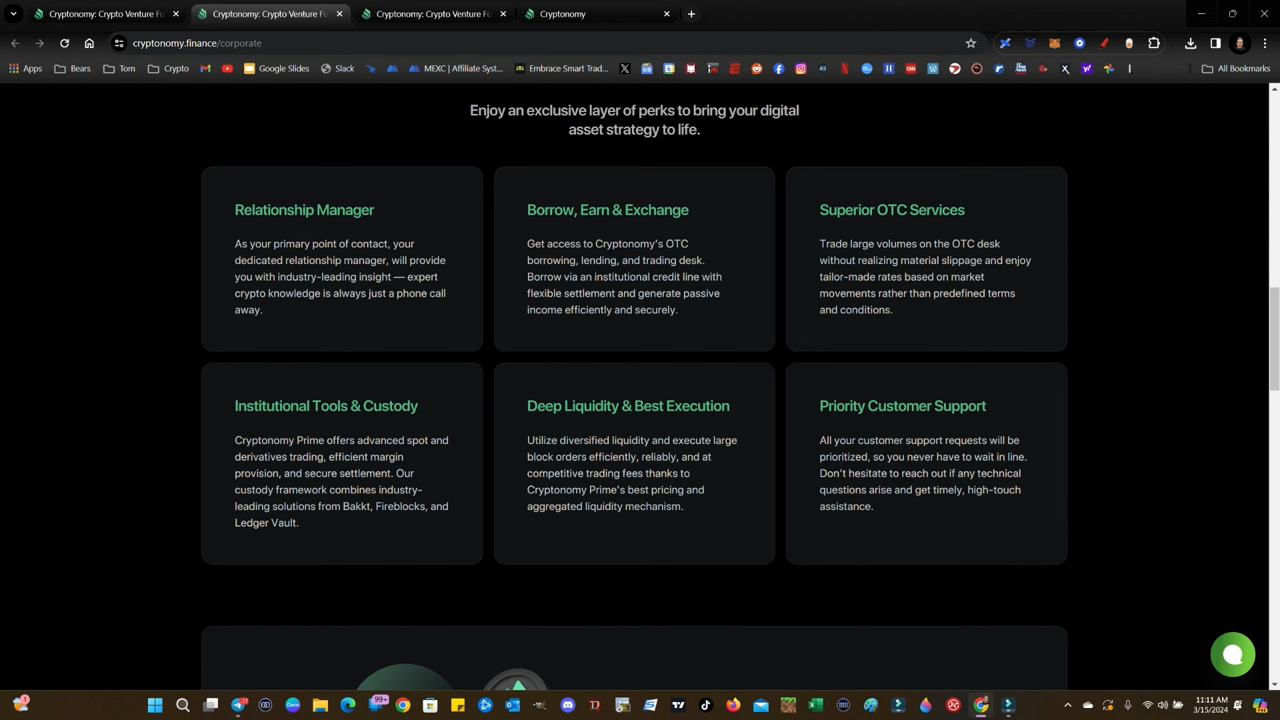 Cryptonomy: Crypto Venture Fu
Cryptonomy: Crypto Venture Fu
Cryptonomy: Crypto Venture Fu
Cryptonomy
cryptonomy.finance/corporate
Apps
Bears
Tom
Crypto
Google Slides
Slack
MEXC | Affiliate Syst...
Embrace Smart Trad...
All Bookmarks
Enjoy an exclusive layer of perks to bring your digital
asset strategy to life.
Relationship Manager
As your primary point of contact, your
dedicated relationship manager, will provide
you with industry-leading insight — expert
crypto knowledge is always just a phone call
away.
Borrow, Earn & Exchange
Get access to Cryptonomy's OTC
borrowing, lending, and trading desk.
Borrow via an institutional credit line with
flexible settlement and generate passive
income efficiently and securely.
Superior OTC Services
Trade large volumes on the OTC desk
without realizing material slippage and enjoy
tailor-made rates based on market
movements rather than predefined terms
and conditions.
Institutional Tools & Custody
Cryptonomy Prime offers advanced spot and
derivatives trading, efficient margin
provision, and secure settlement. Our
custody framework combines industry-
leading solutions from Bakkt, Fireblocks, and
Ledger Vault.
Deep Liquidity & Best Execution
Utilize diversified liquidity and execute large
block orders efficiently, reliably, and at
competitive trading fees thanks to
Cryptonomy Prime's best pricing and
aggregated liquidity mechanism.
Priority Customer Support
All your customer support requests will be
prioritized, so you never have to wait in line.
Don't hesitate to reach out if any technical
questions arise and get timely, high-touch
assistance.
99+
11:11 AM
3/15/2024